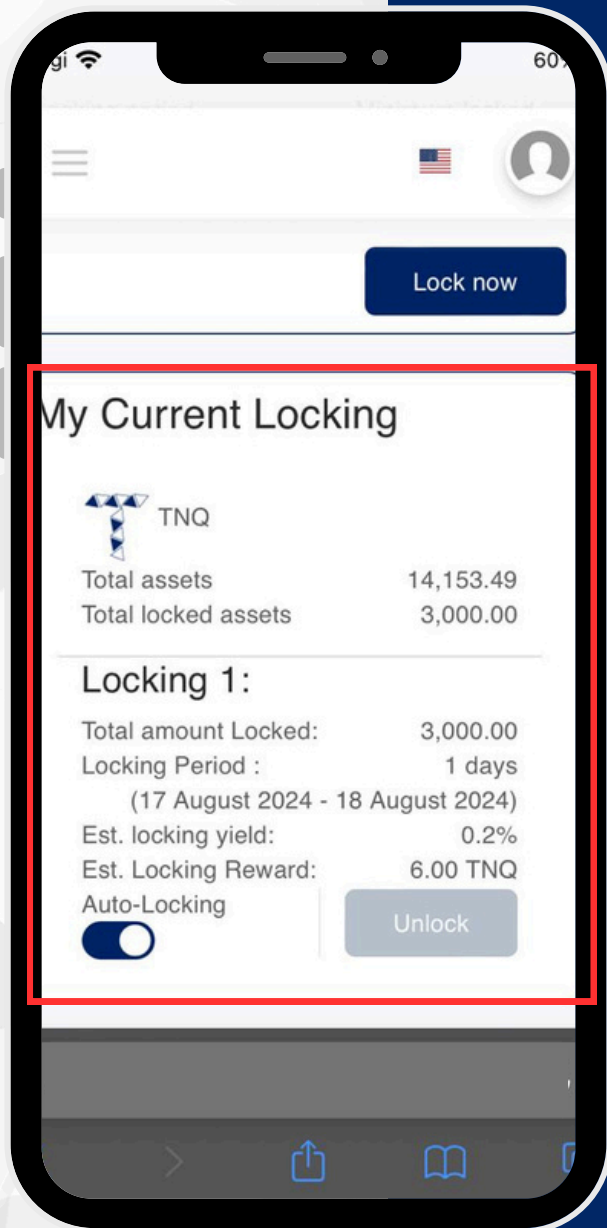 60
Lock now
My Current Locking
TNQ
Total assets 14,153.49
Total locked assets 3,000.00
Locking 1:
Total amount Locked: 3,000.00
Locking Period : 1 days
(17 August 2024 - 18 August 2024)
Est. locking yield: 0.2%
Est. Locking Reward: 6.00 TNQ
Auto-Locking
Unlock